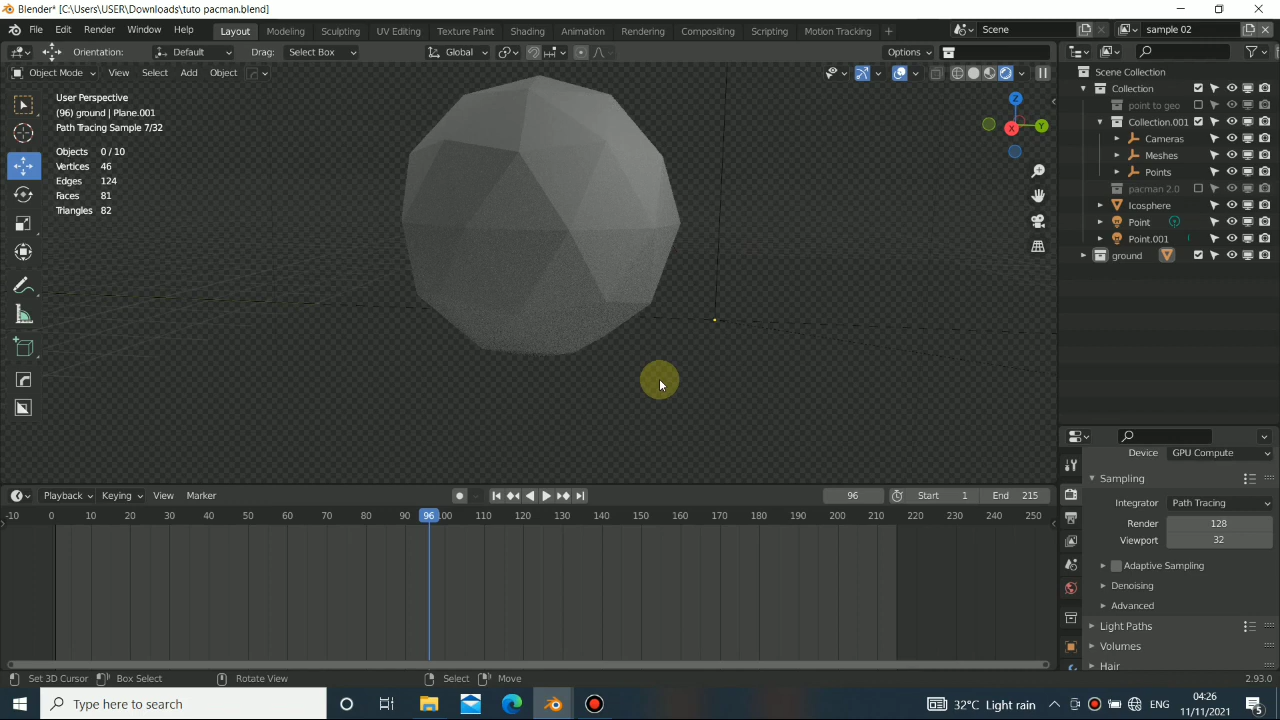 Blender* [C:\Users\USER\Downloads\tuto pacman.blend]
File Edit Render Window Help Layout Modeling Sculpting UV Editing Texture Paint Shading Animation Rendering Compositing Scripting Motion Tracking + Scene sample 02
Orientation: Default Drag: Select Box Global Options
Object Mode View Select Add Object
User Perspective
(96) ground | Plane.001
Path Tracing Sample 7/32
Objects 0 / 10
Vertices 46
Edges 124
Faces 81
Triangles 82
Z
Y
X
Scene Collection
Collection
point to geo
Collection.001
Cameras
Meshes
Points
pacman 2.0
Icosphere
Point
Point.001
ground
Device GPU Compute
Sampling
Integrator Path Tracing
Render 128
Viewport 32
Adaptive Sampling
Denoising
Advanced
Light Paths
Volumes
Hair
Playback Keying View Marker 96 Start 1 End 215
-10 0 10 20 30 40 50 60 70 80 90 96 100 110 120 130 140 150 160 170 180 190 200 210 220 230 240 250
Set 3D Cursor Box Select Rotate View Select Move 2.93.0
Type here to search 32°C Light rain ENG 04:26
11/11/2021 5